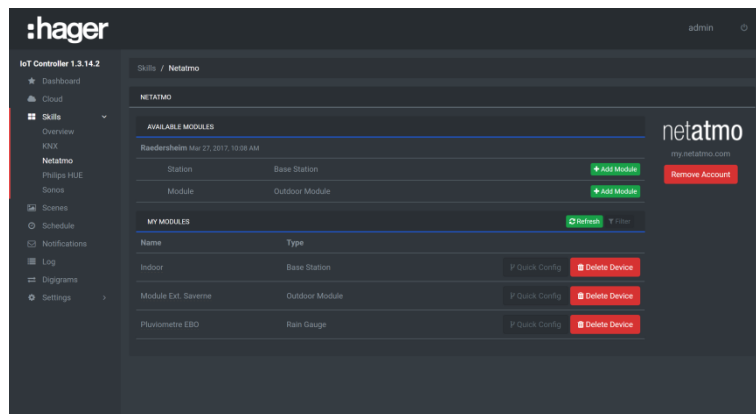 :hager
admin
IoT Controller 1.3.14.2
Dashboard
Cloud
Skills
Overview
KNX
Netatmo
Philips HUE
Sonos
Scenes
Schedule
Notifications
Log
Digigrams
Settings
Skills / Netatmo
NETATMO
AVAILABLE MODULES
Raedersheim Mar 27, 2017, 10:08 AM
Station Base Station + Add Module
Module Outdoor Module + Add Module
MY MODULES Refresh Filter
Name Type
Indoor Base Station Quick Config Delete Device
Module Ext. Saverne Outdoor Module Quick Config Delete Device
Pluviometre EBO Rain Gauge Quick Config Delete Device
netatmo
my.netatmo.com
Remove Account